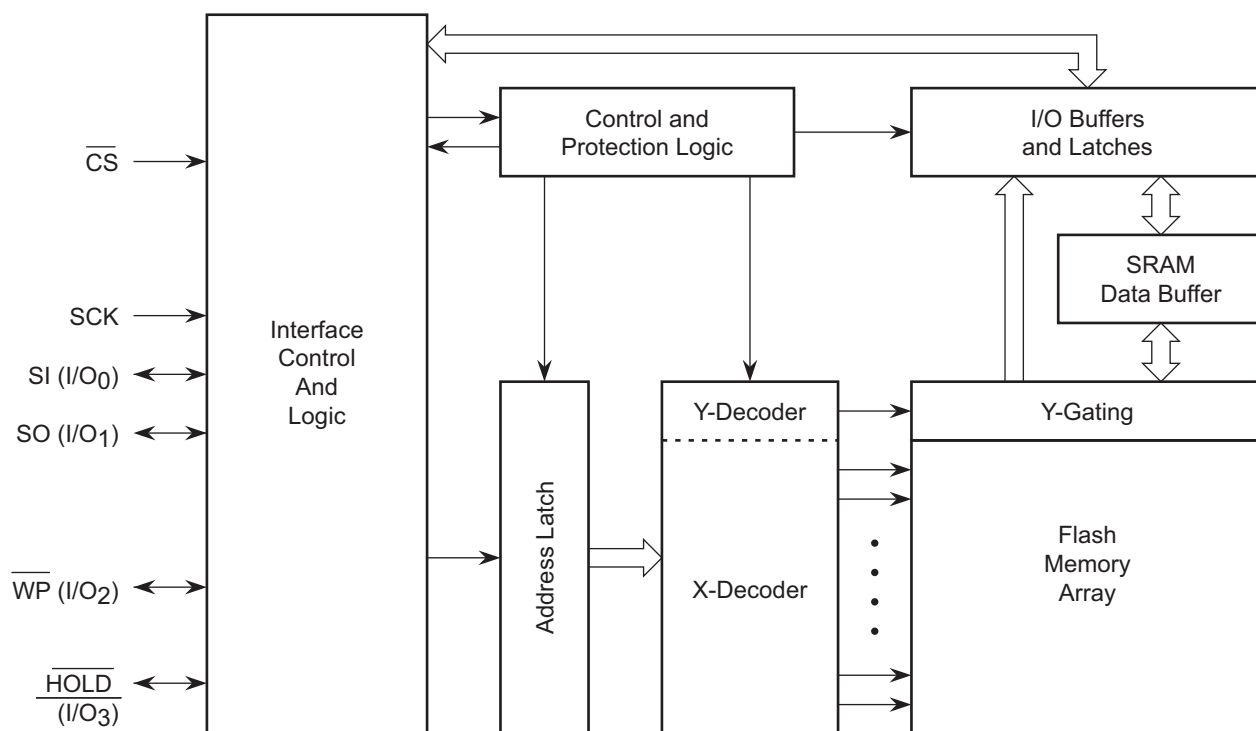 Control and
Protection Logic
I/O Buffers
and Latches
CS
SRAM
Data Buffer
SCK
SI (I/O0)
SO (I/O1)
WP (I/O2)
HOLD
(I/O3)
Interface
Control
And
Logic
Address Latch
Y-Decoder
X-Decoder
Y-Gating
Flash
Memory
Array